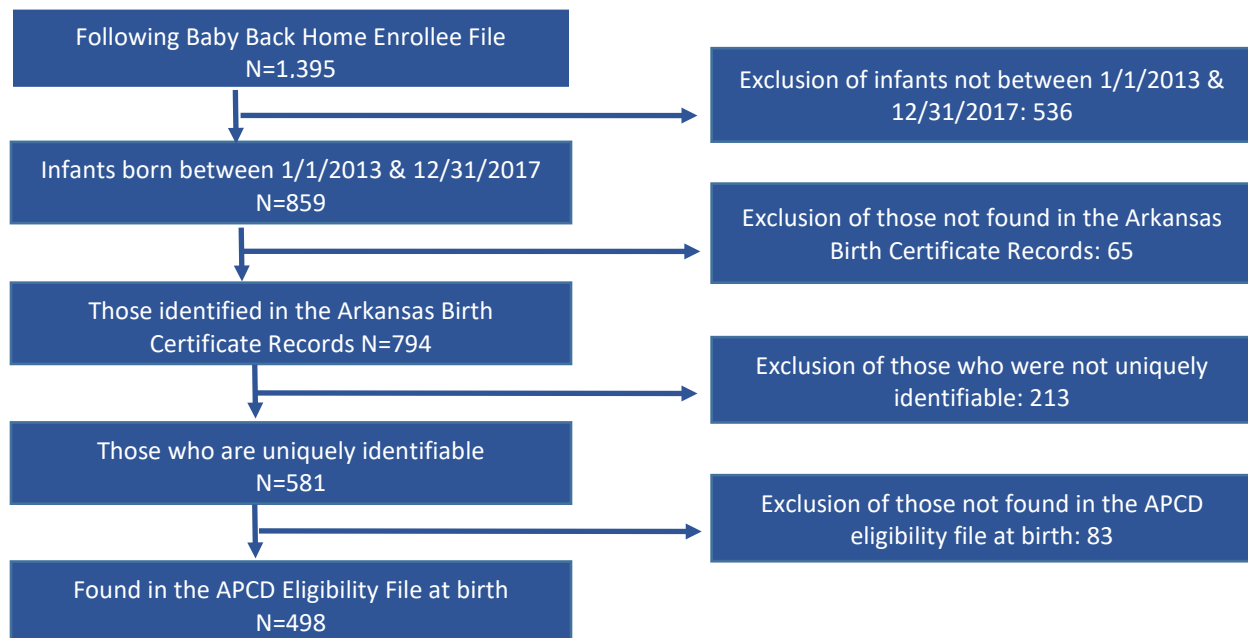 Following Baby Back Home Enrollee File
N=1,395
Exclusion of infants not between 1/1/2013 &
12/31/2017: 536
Infants born between 1/1/2013 & 12/31/2017
N=859
Exclusion of those not found in the Arkansas
Birth Certificate Records: 65
Those identified in the Arkansas Birth
Certificate Records N=794
Exclusion of those who were not uniquely
identifiable: 213
Those who are uniquely identifiable
N=581
Exclusion of those not found in the APCD
eligibility file at birth: 83
Found in the APCD Eligibility File at birth
N=498